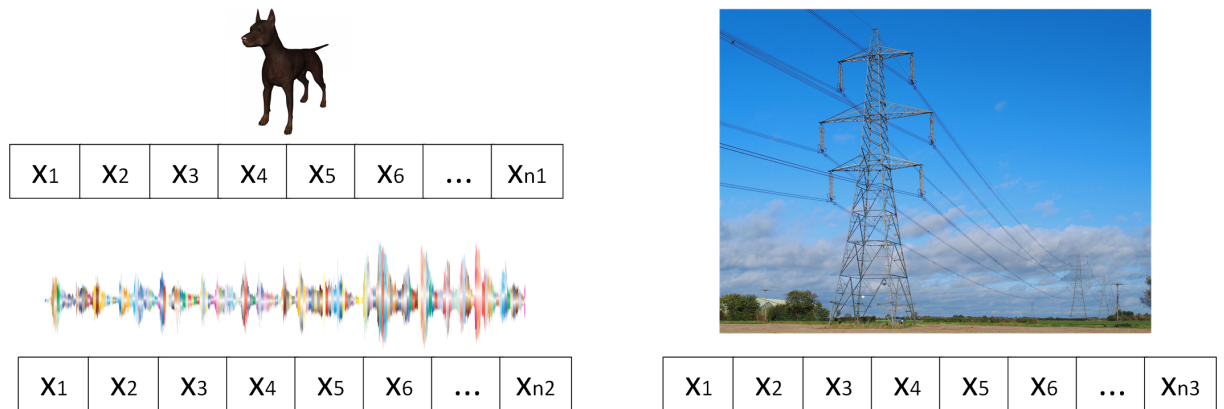 X1 X2 X3 X4 X5 X6 ... Xn1
X1 X2 X3 X4 X5 X6 ... Xn2
X1 X2 X3 X4 X5 X6 ... Xn3